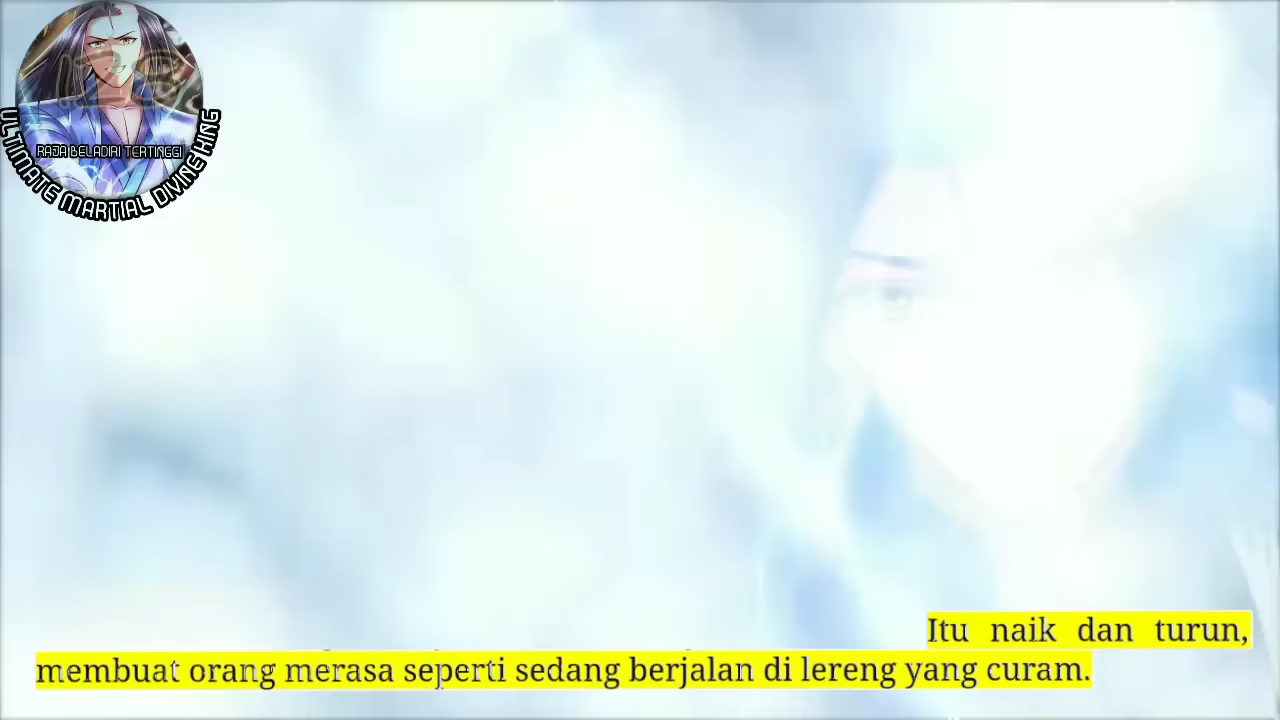 RAJA BELADIRI TERTINGGI
ULTIMATE MARTIAL DIVINE KING
Itu naik dan turun,
membuat orang merasa seperti sedang berjalan di lereng yang curam.